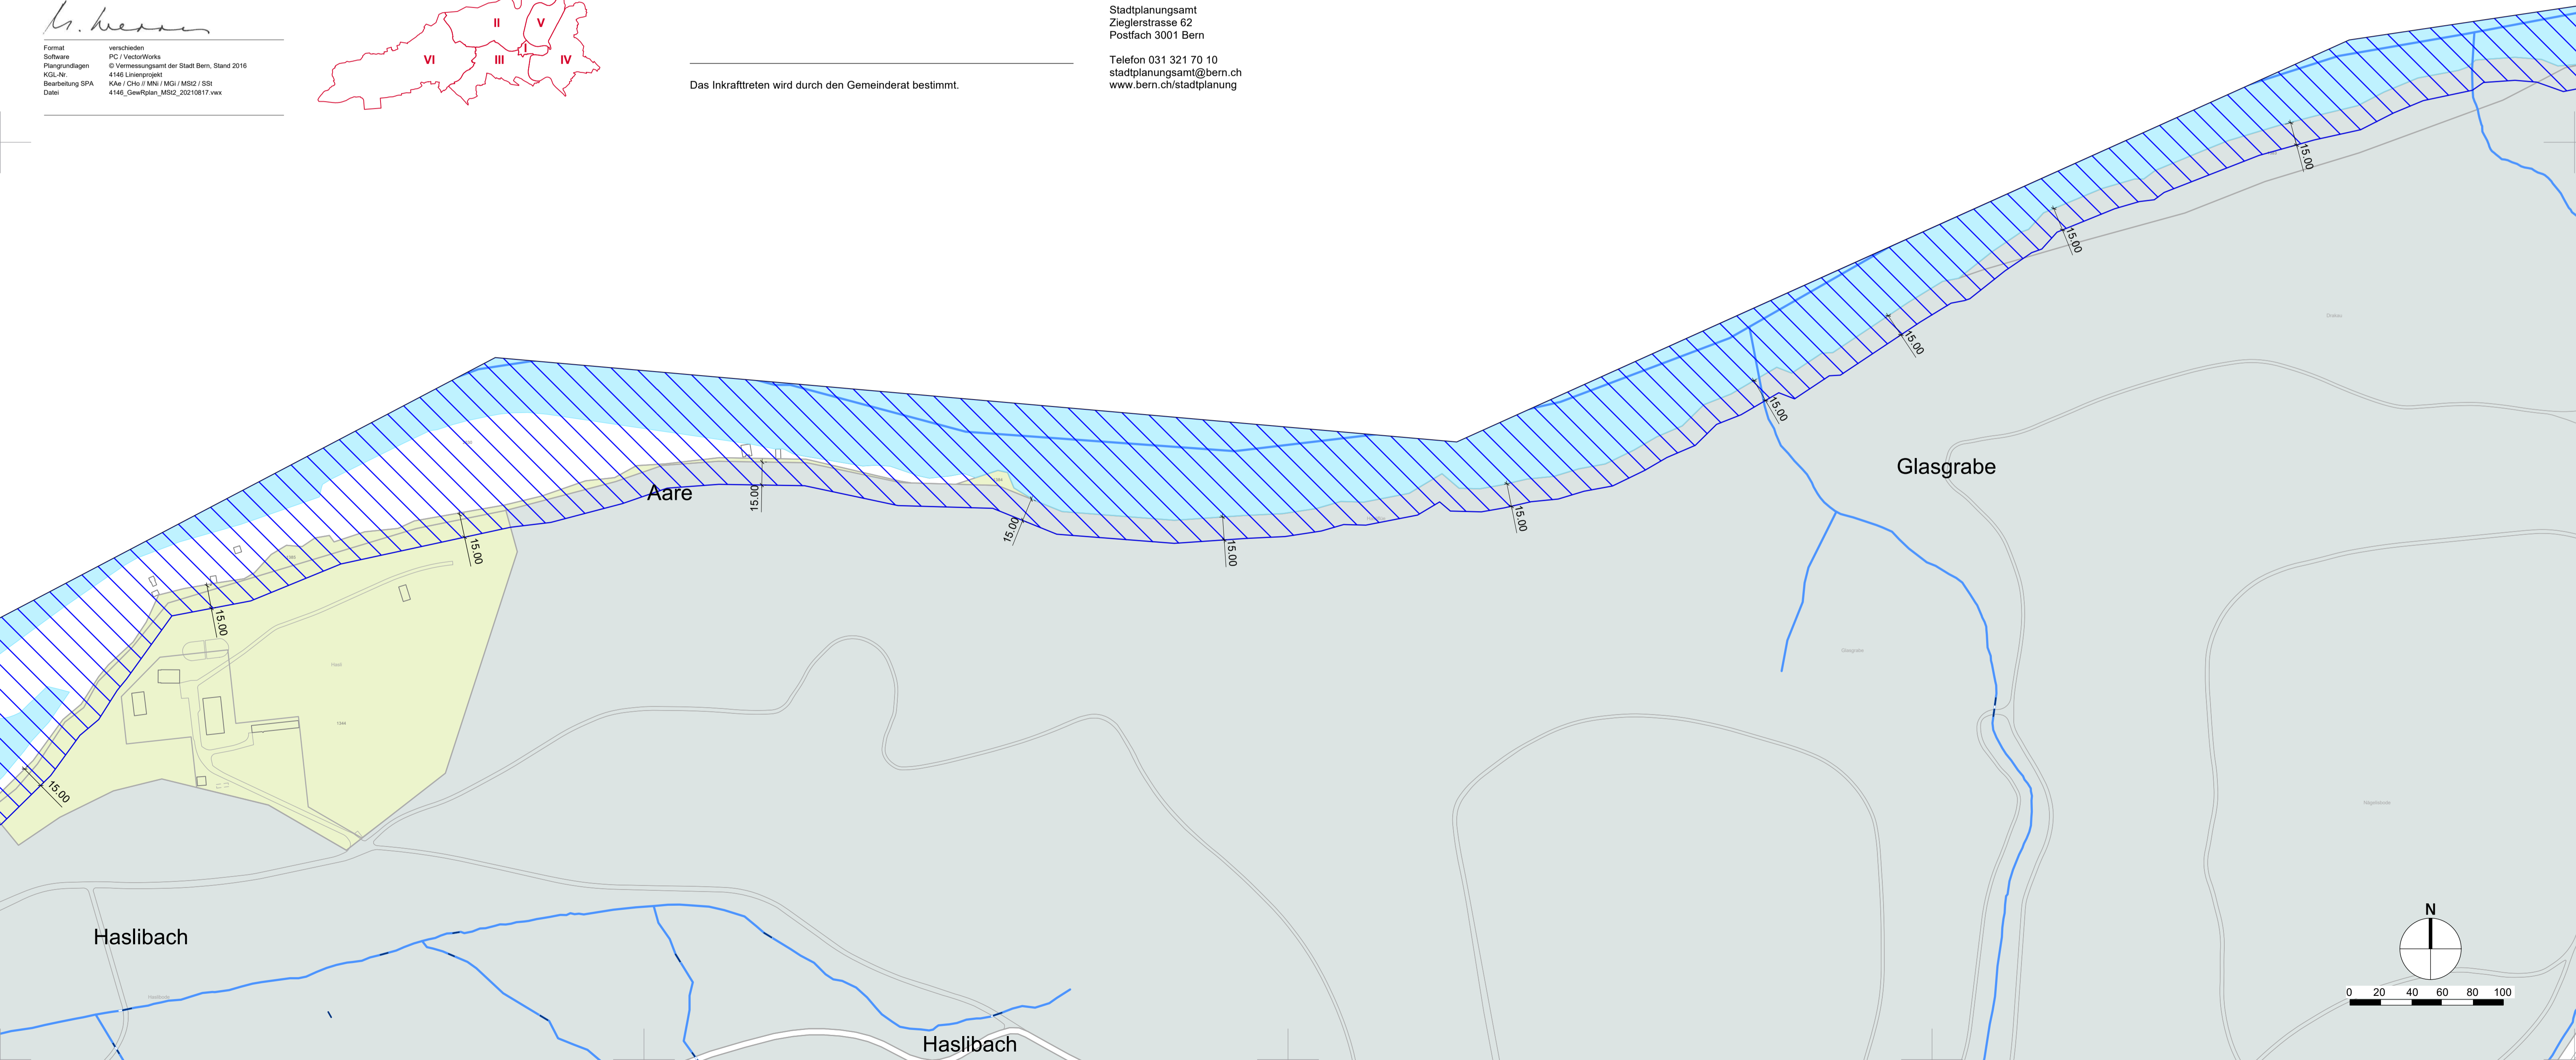 Format verschieden
Software PC / VectorWorks
Plangrundlagen © Vermessungsamt der Stadt Bern, Stand 2016
KGL-Nr. 4146 Linienprojekt
Bearbeitung SPA KAe / CHo // MNi / MGi / MSt2 / SSt
Datei 4146_GewRplan_MSt2_20210817.vwx
II
V
I
VI
III
IV
Das Inkrafttreten wird durch den Gemeinderat bestimmt.
Stadtplanungsamt
Zieglerstrasse 62
Postfach 3001 Bern
Telefon 031 321 70 10
stadtplanungsamt@bern.ch
www.bern.ch/stadtplanung
15.00
15.00
15.00
15.00
15.00
Glasgrabe
Aare
15.00
15.00
15.00
15.00
15.00
15.00
15.00
Glasgrabe
Haslibach
N
0 20 40 60 80 100
Haslibach